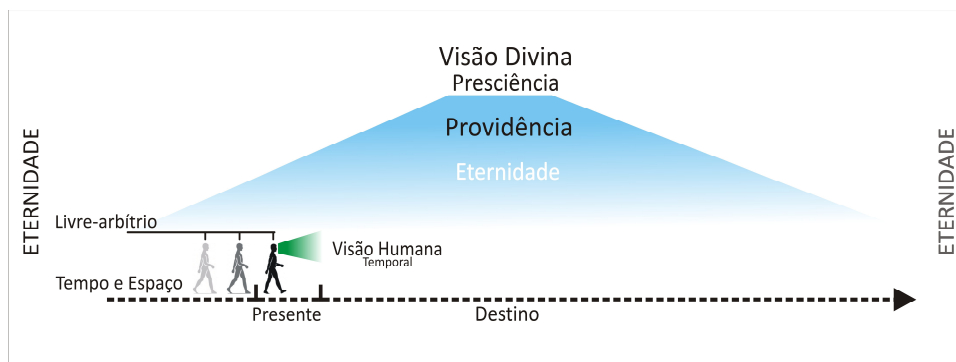 Visão Divina
Presciência
Providência
Eternidade
ETERNIDADE
ETERNIDADE
Livre-arbítrio
Visão Humana
Temporal
Tempo e Espaço
Presente
Destino